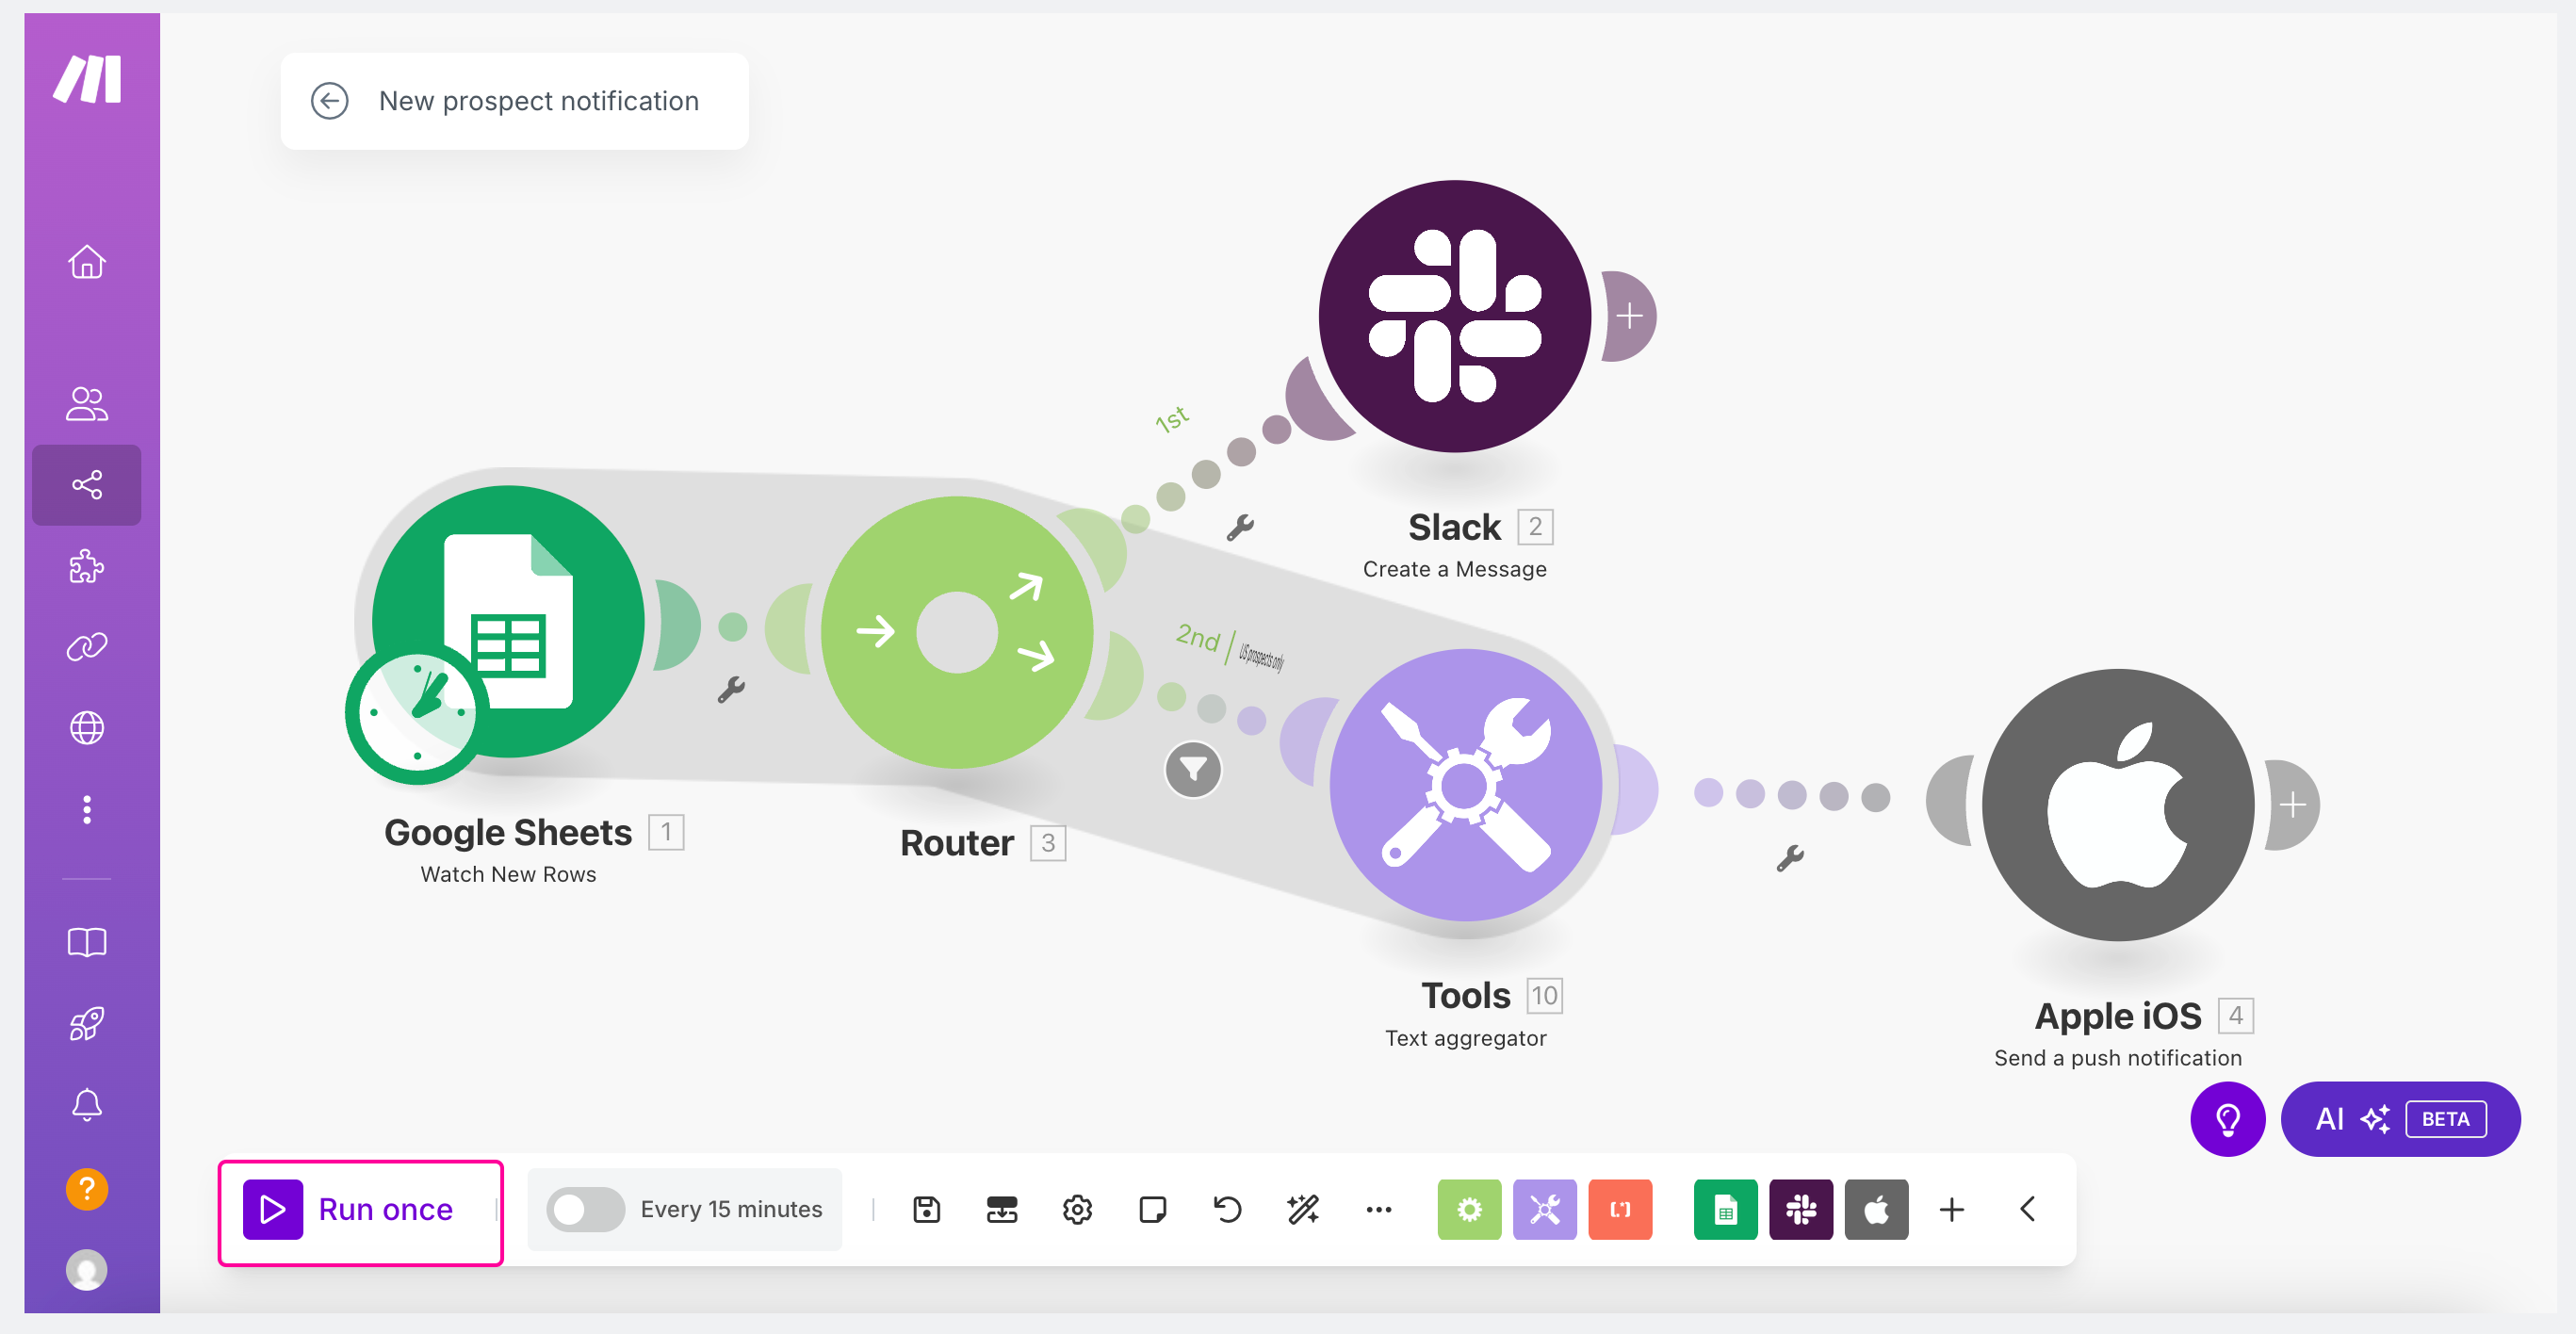 New prospect notification
1st
Slack 2
Create a Message
2nd
US prospects only
Google Sheets 1
Watch New Rows
Router 3
Tools 10
Text aggregator
Apple iOS 4
Send a push notification
AI BETA
?
Run once
Every 15 minutes